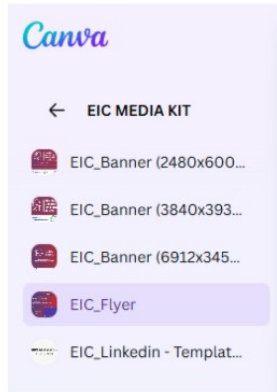 Canva
EIC MEDIA KIT
EIC_Banner (2480x600...
EIC_Banner (3840x393...
EIC_Banner (6912x345...
EIC_Flyer
EIC_Linkedin - Templat...